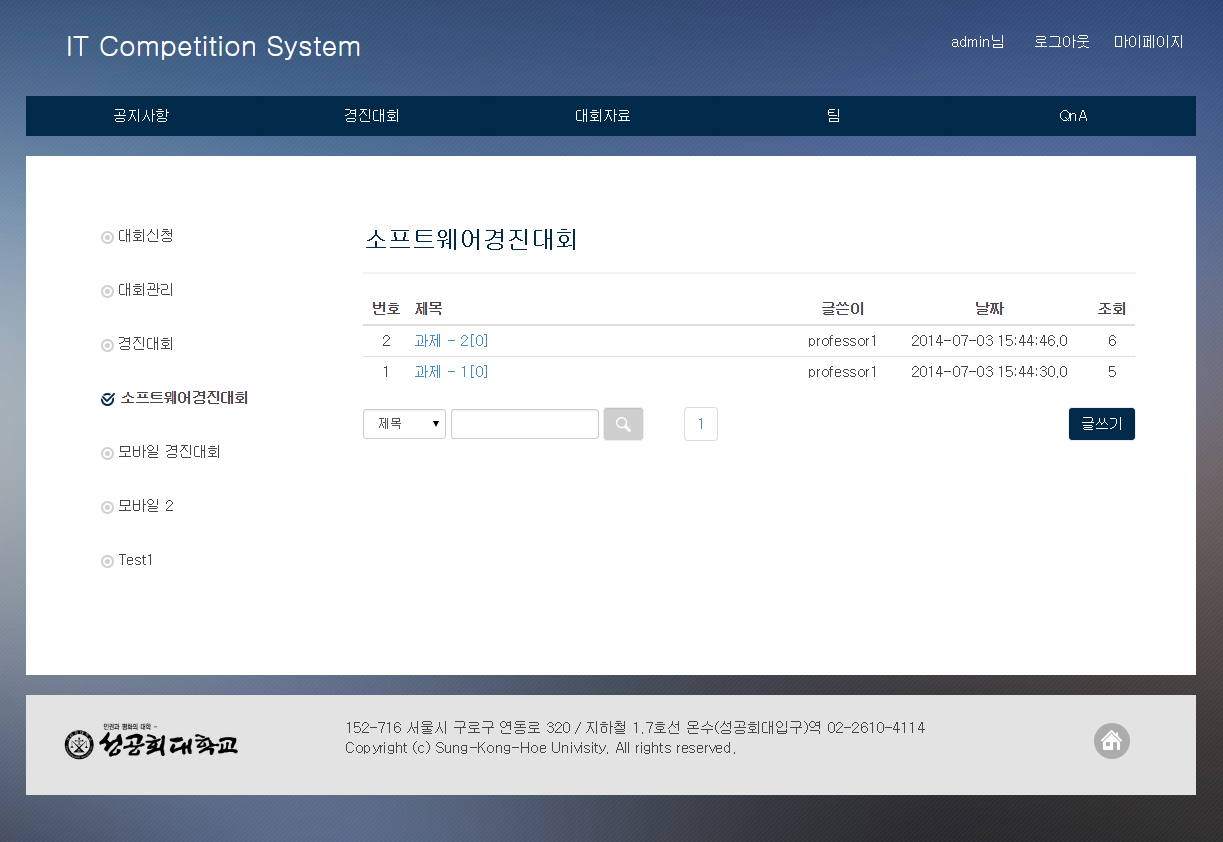 IT Competition System
admin님 로그아웃 마이페이지
공지사항 경진대회 대회자료 팀 QnA
대회신청
대회관리
경진대회
소프트웨어경진대회
모바일 경진대회
모바일 2
Test1
소프트웨어경진대회
번호 제목 글쓴이 날짜 조회
2 과제 - 2[0] professor1 2014-07-03 15:44:46.0 6
1 과제 - 1[0] professor1 2014-07-03 15:44:30.0 5
제목 1 글쓰기
인권과 평화의 대학
성공회대학교
152-716 서울시 구로구 연동로 320 / 지하철 1,7호선 온수(성공회대입구)역 02-2610-4114
Copyright (c) Sung-Kong-Hoe Univisity. All rights reserved.